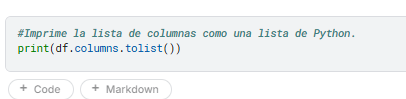 #Imprime la lista de columnas como una lista de Python.
print(df.columns.tolist())
+ Code + Markdown